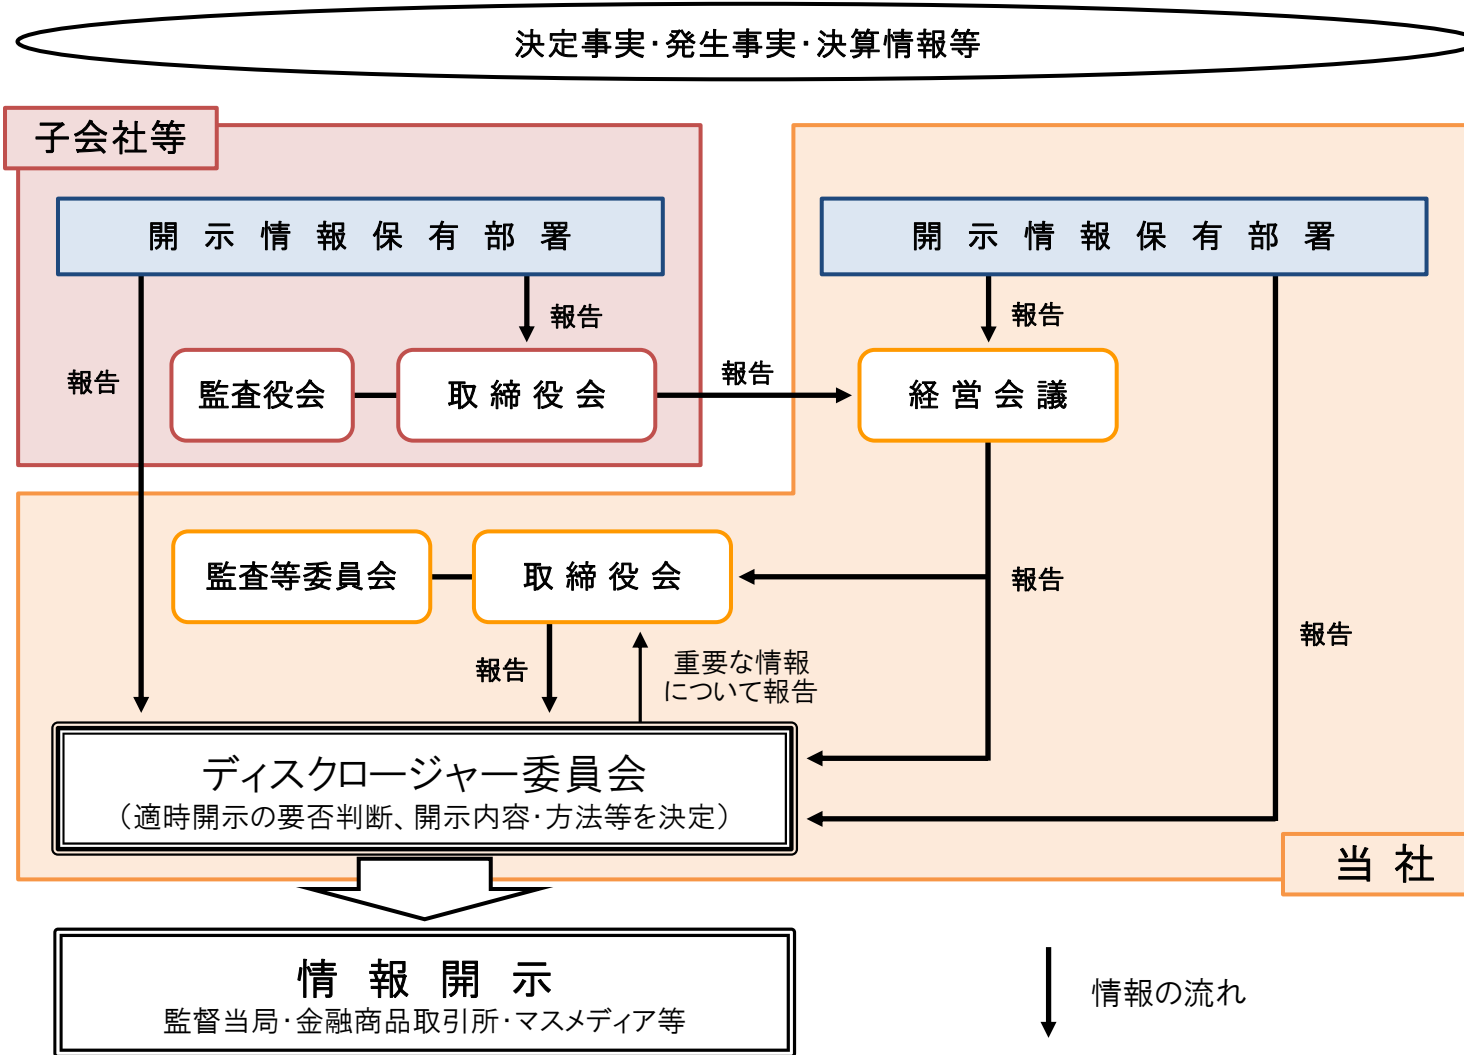 決定事実・発生事実・決算情報等
子会社等
開示情報保有部署
開示情報保有部署
報告
報告
報告
報告
監査役会
取締役会
経営会議
監査等委員会
取締役会
報告
報告
報告
重要な情報
について報告
ディスクロージャー委員会
（適時開示の要否判断、開示内容・方法等を決定）
当社
情報開示
監督当局・金融商品取引所・マスメディア等
情報の流れ